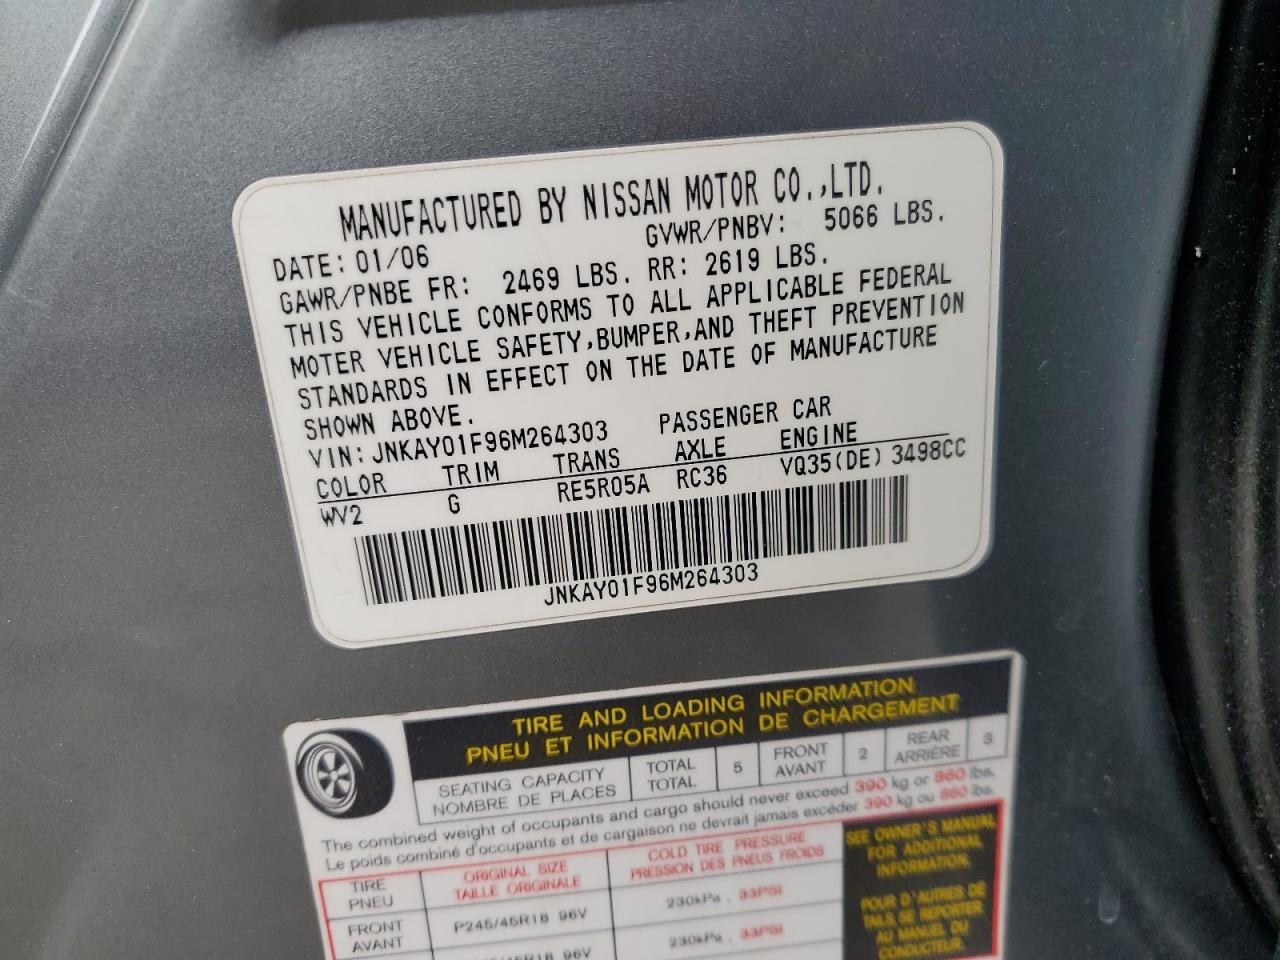 MANUFACTURED BY NISSAN MOTOR CO.,LTD.
DATE: 01/06 GVWR/PNBV: 5066 LBS.
GAWR/PNBE FR: 2469 LBS. RR: 2619 LBS.
THIS VEHICLE CONFORMS TO ALL APPLICABLE FEDERAL
MOTER VEHICLE SAFETY,BUMPER,AND THEFT PREVENTION
STANDARDS IN EFFECT ON THE DATE OF MANUFACTURE
SHOWN ABOVE.
VIN: JNKAY01F96M264303 PASSENGER CAR
COLOR TRIM TRANS AXLE ENGINE
WV2 G RE5R05A RC36 VQ35(DE) 3498CC
JNKAY01F96M264303
TIRE AND LOADING INFORMATION
PNEU ET INFORMATION DE CHARGEMENT
SEATING CAPACITY TOTAL 5 FRONT 2 REAR 3
NOMBRE DE PLACES TOTAL AVANT ARRIÈRE
The combined weight of occupants and cargo should never exceed 390 kg or 860 lbs.
Le poids combiné d'occupants et de cargaison ne devrait jamais excéder 390 kg ou 860 lbs.
TIRE ORIGINAL SIZE COLD TIRE PRESSURE
PNEU TAILLE ORIGINALE PRESSION DES PNEUS FROIDS
FRONT P245/45R18 96V 230kPa , 33PSI
AVANT
230kPa , 33PSI
SEE OWNER'S MANUAL
FOR ADDITIONAL
INFORMATION.
POUR D'AUTRES DÉ
TAILS, SE REPORTER
AU MANUEL DU
CONDUCTEUR.